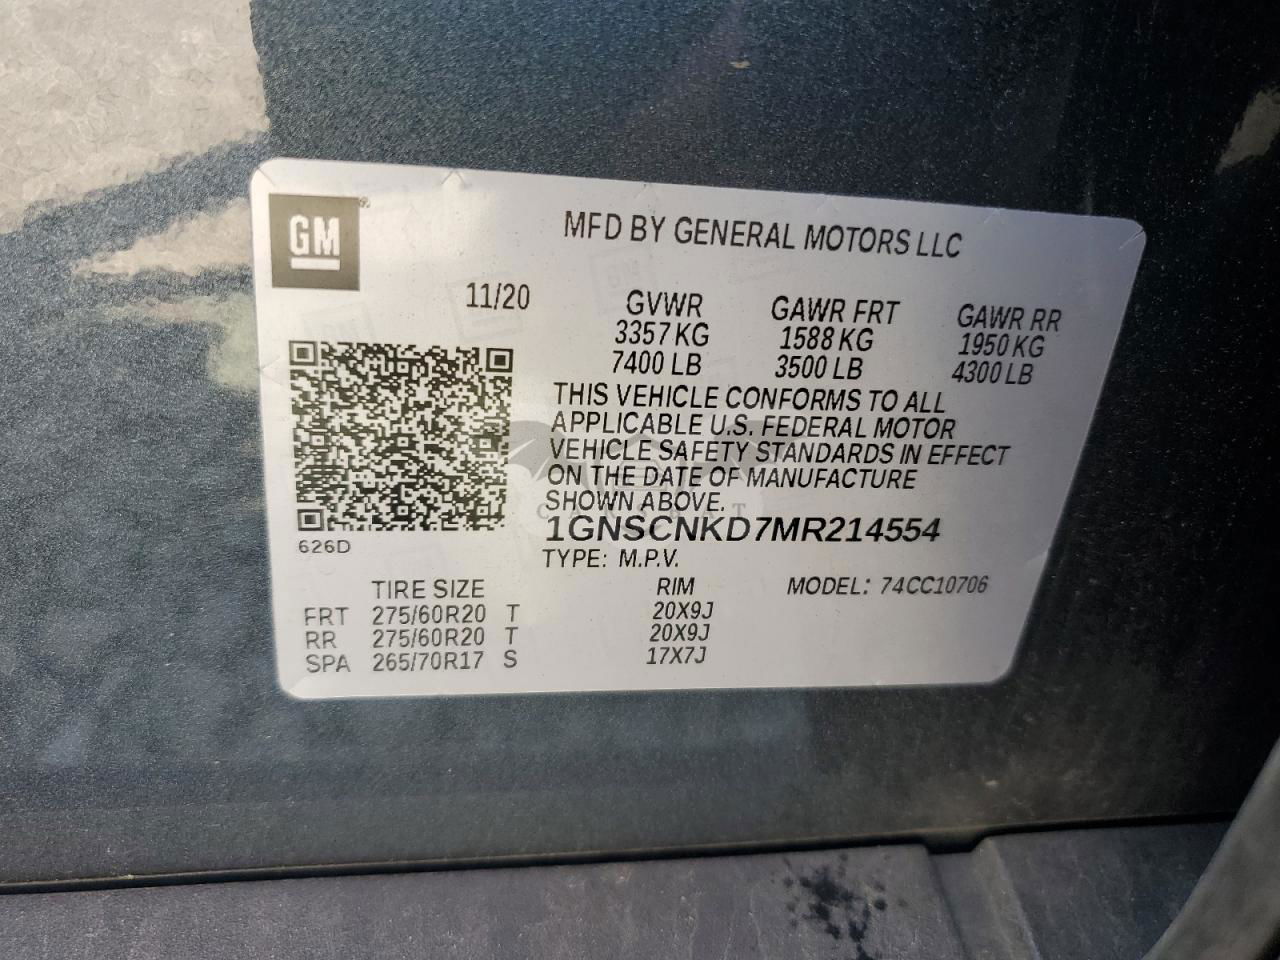 GM
MFD BY GENERAL MOTORS LLC
11/20
GVWR GAWR FRT GAWR RR
3357 KG 1588 KG 1950 KG
7400 LB 3500 LB 4300 LB
THIS VEHICLE CONFORMS TO ALL
APPLICABLE U.S. FEDERAL MOTOR
VEHICLE SAFETY STANDARDS IN EFFECT
ON THE DATE OF MANUFACTURE
SHOWN ABOVE.
1GNSCNKD7MR214554
626D
TYPE: M.P.V.
TIRE SIZE RIM MODEL: 74CC10706
FRT 275/60R20 T 20X9J
RR 275/60R20 T 20X9J
SPA 265/70R17 S 17X7J